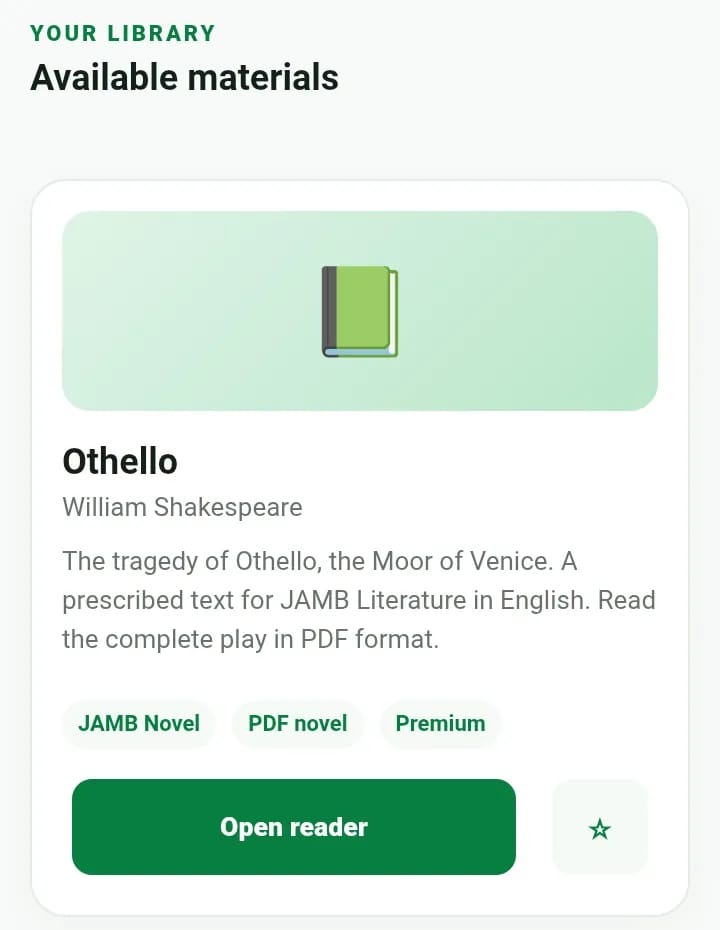 YOUR LIBRARY
Available materials
Othello
William Shakespeare
The tragedy of Othello, the Moor of Venice. A
prescribed text for JAMB Literature in English. Read
the complete play in PDF format.
JAMB Novel
PDF novel
Premium
Open reader